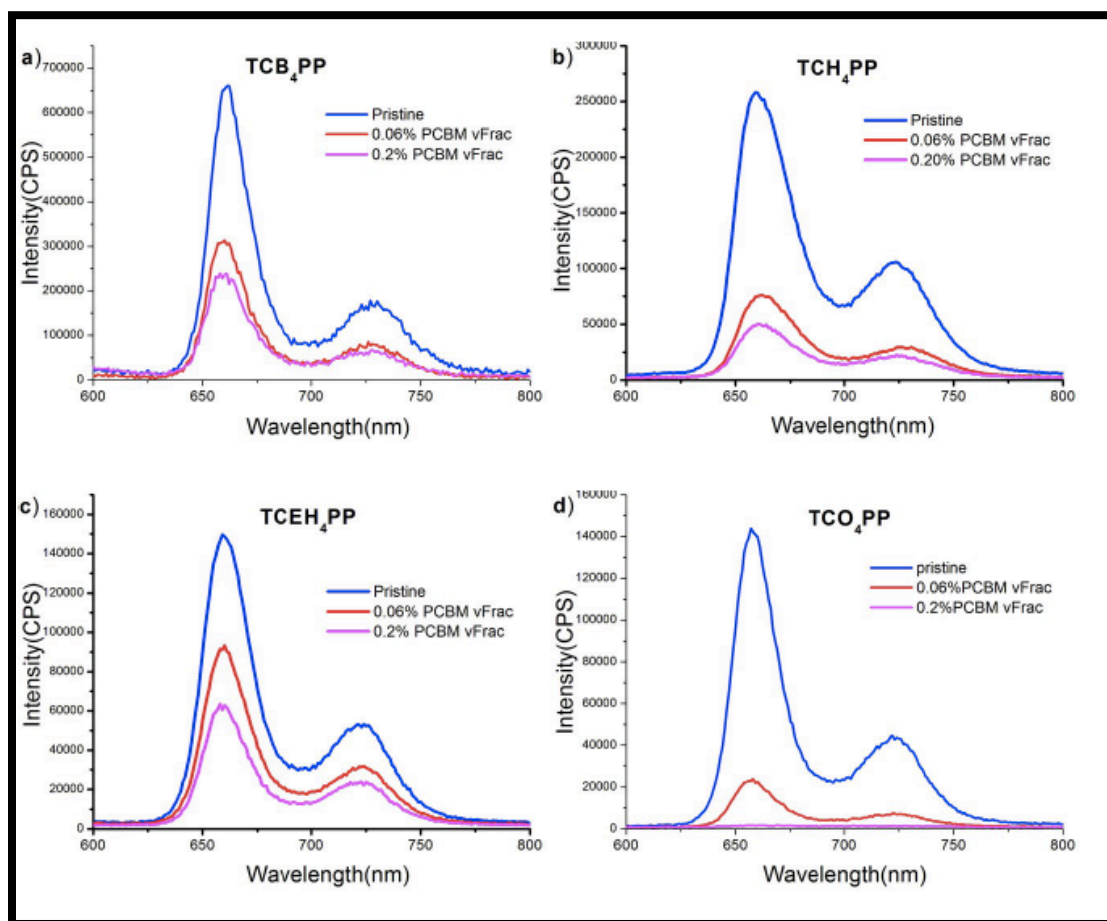 a)
TCB4PP
Intensity(CPS)
700000
600000
500000
400000
300000
200000
100000
0
Pristine
0.06% PCBM vFrac
0.2% PCBM vFrac
600 650 700 750 800
Wavelength(nm)
b)
TCH4PP
Intensity(CPS)
300000
250000
200000
150000
100000
50000
0
Pristine
0.06% PCBM vFrac
0.20% PCBM vFrac
600 650 700 750 800
Wavelength(nm)
c)
TCEH4PP
Intensity(CPS)
160000
140000
120000
100000
80000
60000
40000
20000
0
Pristine
0.06% PCBM vFrac
0.2% PCBM vFrac
600 650 700 750 800
Wavelength(nm)
d)
TCO4PP
Intensity(CPS)
160000
140000
120000
100000
80000
60000
40000
20000
0
pristine
0.06%PCBM vFrac
0.2%PCBM vFrac
600 650 700 750 800
Wavelength(nm)